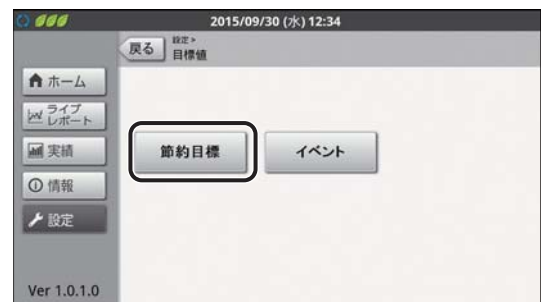 2015/09/30 (水) 12:34
戻る
設定>
目標値
ホーム
ライブ
レポート
実績
情報
設定
節約目標
イベント
Ver 1.0.1.0